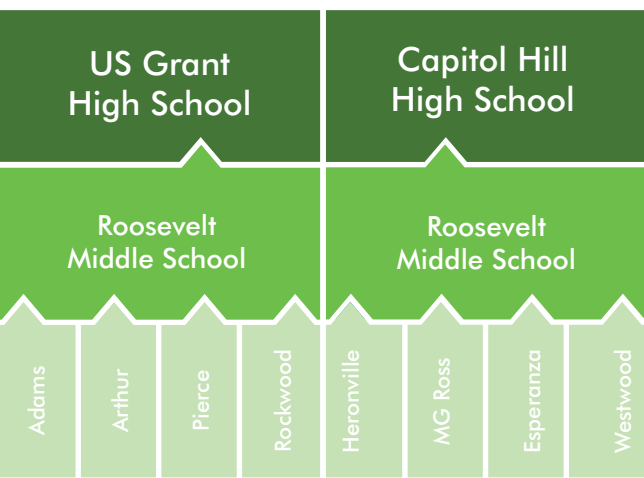 US Grant
High School
Capitol Hill
High School
Roosevelt
Middle School
Roosevelt
Middle School
Adams
Arthur
Pierce
Rockwood
Heronville
MG Ross
Esperanza
Westwood